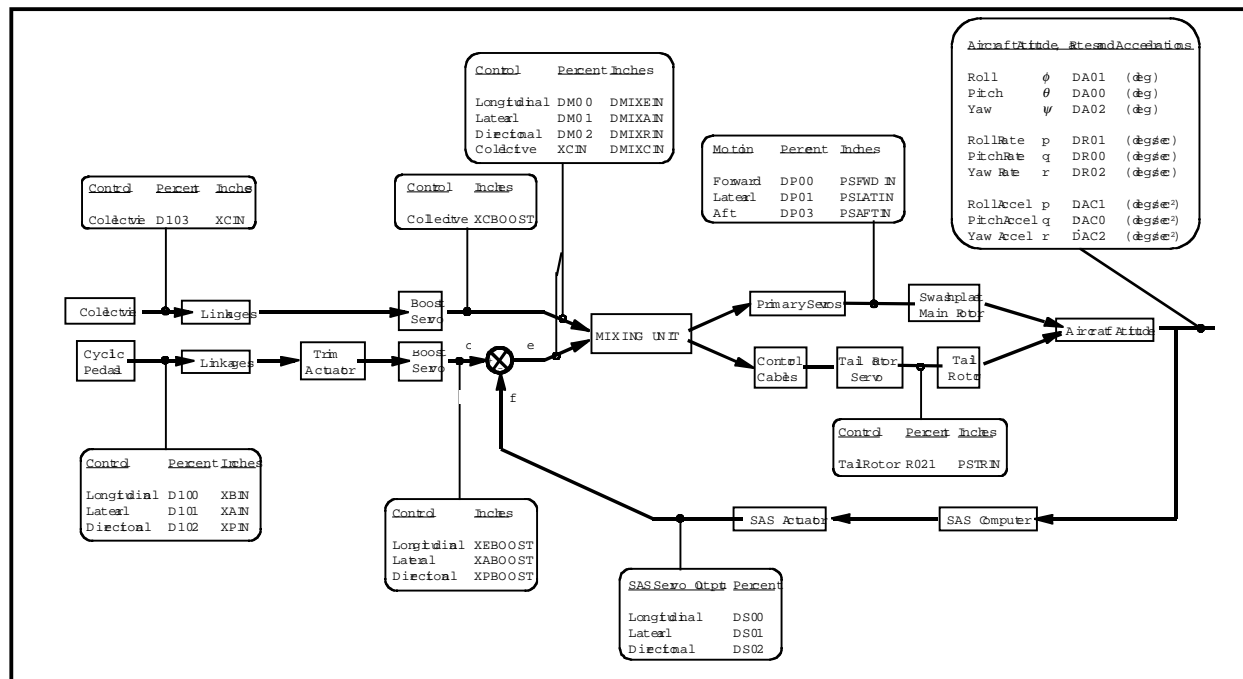 Control Percent Inches
Longitudinal DM00 DMIXEIN
Lateral DM01 DMIXAIN
Directional DM02 DMIXRIN
Collective XCIN DMIXCIN
Aircraft Attitude, Rates and Accelerations
Roll ϕ DA01 (deg)
Pitch θ DA00 (deg)
Yaw ψ DA02 (deg)
Roll Rate p DR01 (deg/sec)
Pitch Rate q DR00 (deg/sec)
Yaw Rate r DR02 (deg/sec)
Roll Accel p DAC1 (deg/sec²)
Pitch Accel q DAC0 (deg/sec²)
Yaw Accel r DAC2 (deg/sec²)
Motion Percent Inches
Forward DP00 PSFWDIN
Lateral DP01 PSLATIN
Aft DP03 PSAFTIN
Control Percent Inches
Collective D103 XCIN
Control Inches
Collective XCBOOST
Collective
Linkages
Boost
Servo
MIXING UNIT
Primary Servos
Swashplate
Main Rotor
Aircraft Attitude
Cyclic
Pedals
Linkages
Trim
Actuator
Boost
Servo
c
e
f
Control
Cables
Tail Rotor
Servo
Tail
Rotor
Control Percent Inches
Tail Rotor R021 PSTRIN
Control Percent Inches
Longitudinal D100 XBIN
Lateral D101 XAIN
Directional D102 XPIN
Control Inches
Longitudinal XEBOOST
Lateral XABOOST
Directional XPBOOST
SAS Actuator
SAS Computer
SAS Servo Output Percent
Longitudinal DS00
Lateral DS01
Directional DS02